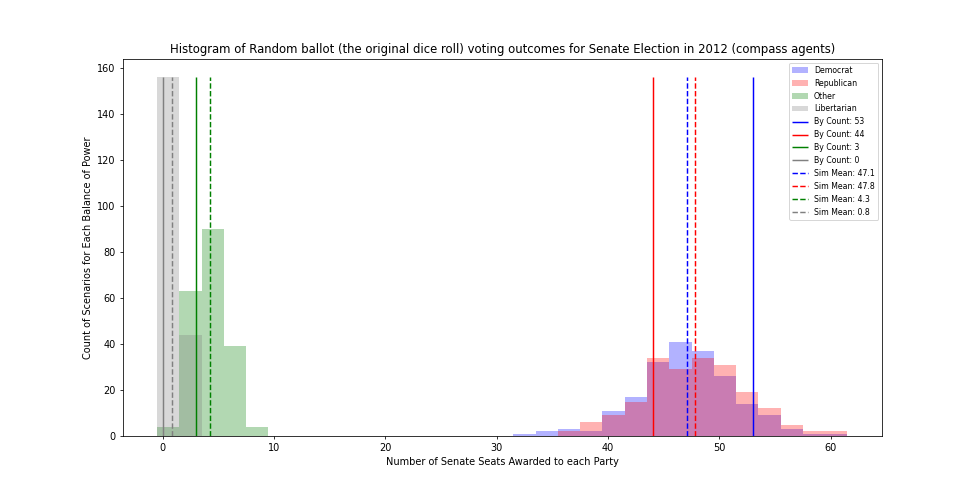 Histogram of Random ballot (the original dice roll) voting outcomes for Senate Election in 2012 (compass agents)
Count of Scenarios for Each Balance of Power
160
140
120
100
80
60
40
20
0
0
10
20
30
40
50
60
Number of Senate Seats Awarded to each Party
Democrat
Republican
Other
Libertarian
By Count: 53
By Count: 44
By Count: 3
By Count: 0
Sim Mean: 47.1
Sim Mean: 47.8
Sim Mean: 4.3
Sim Mean: 0.8